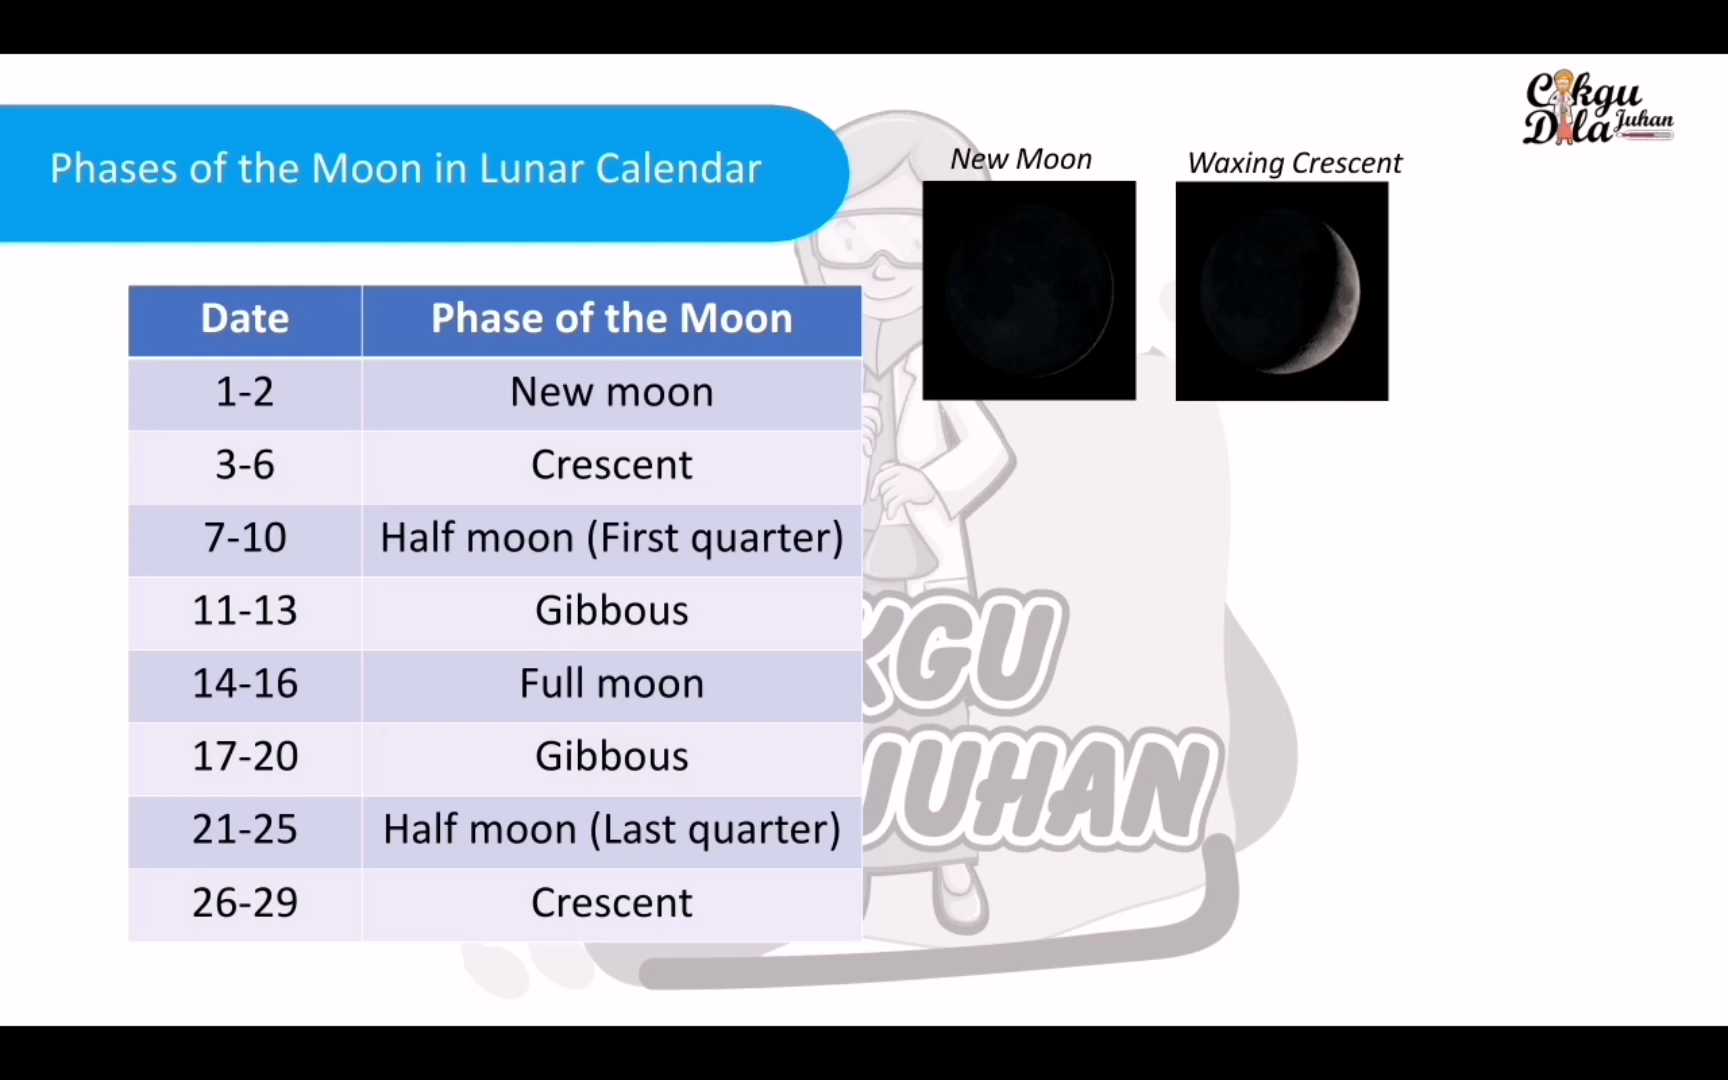 Cikgu
Dila Juhan
Phases of the Moon in Lunar Calendar
New Moon
Waxing Crescent
Date Phase of the Moon
1-2 New moon
3-6 Crescent
7-10 Half moon (First quarter)
11-13 Gibbous
14-16 Full moon
17-20 Gibbous
21-25 Half moon (Last quarter)
26-29 Crescent
KGU
JUHAN